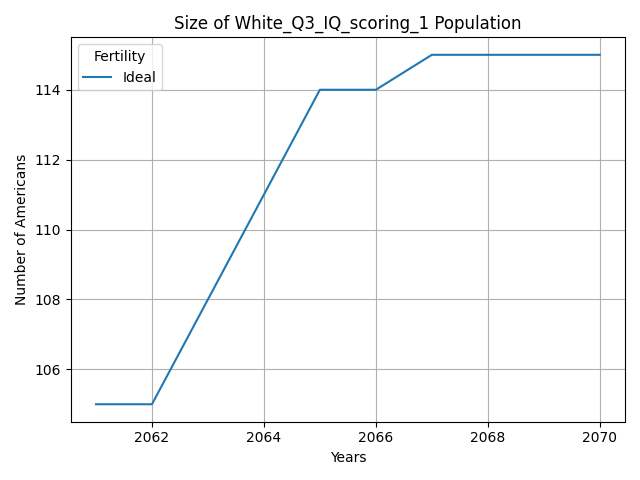 Size of White_Q3_IQ_scoring_1 Population
Fertility
Ideal
Number of Americans
114
112
110
108
106
2062 2064 2066 2068 2070
Years